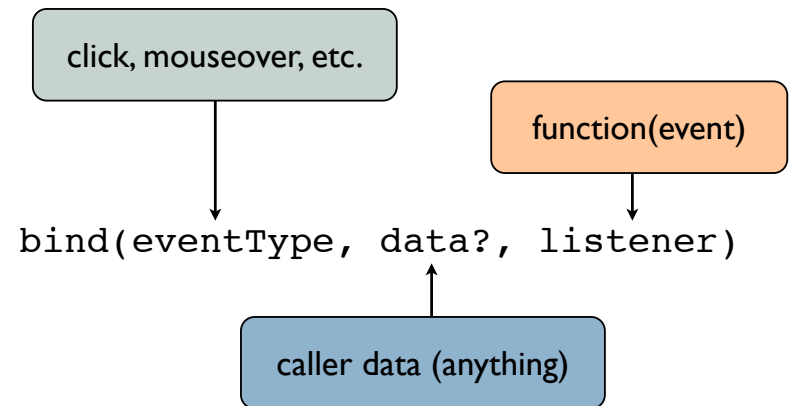 click, mouseover, etc.
function(event)
bind(eventType, data?, listener)
caller data (anything)